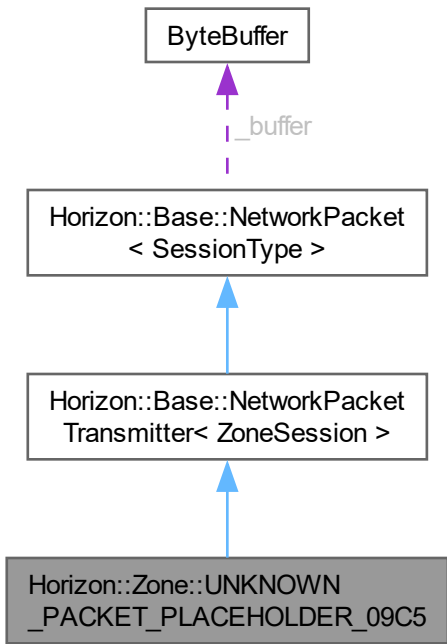 ByteBuffer
_buffer
Horizon::Base::NetworkPacket
< SessionType >
Horizon::Base::NetworkPacket
Transmitter< ZoneSession >
Horizon::Zone::UNKNOWN
_PACKET_PLACEHOLDER_09C5